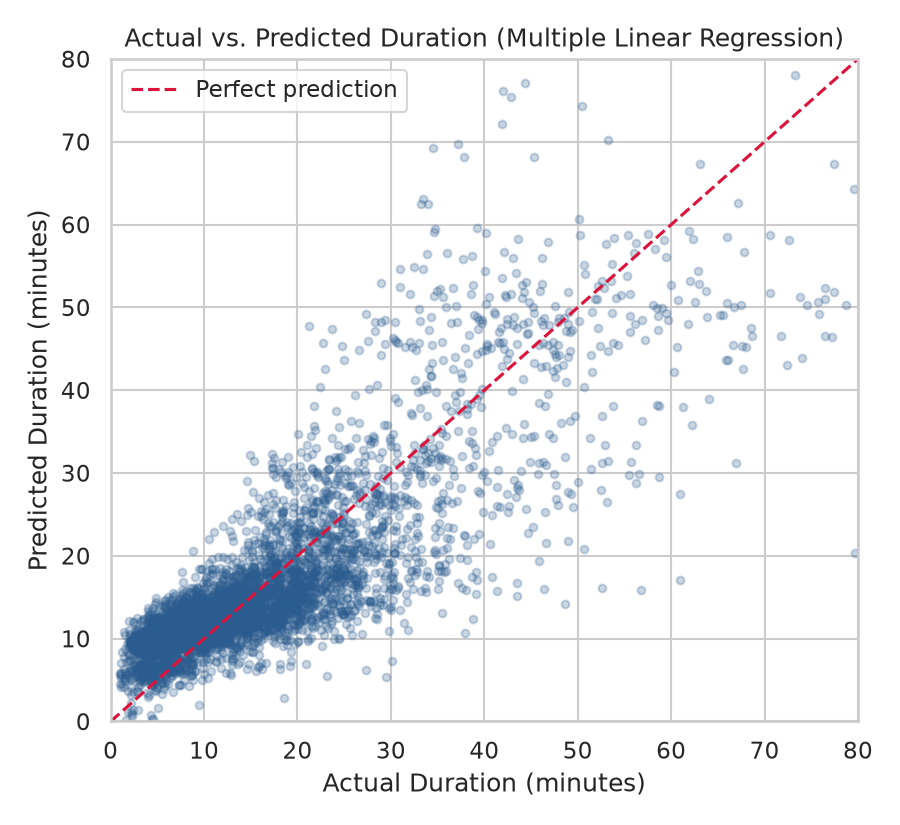 Actual vs. Predicted Duration (Multiple Linear Regression)
Perfect prediction
Predicted Duration (minutes)
80
70
60
50
40
30
20
10
0
0 10 20 30 40 50 60 70 80
Actual Duration (minutes)